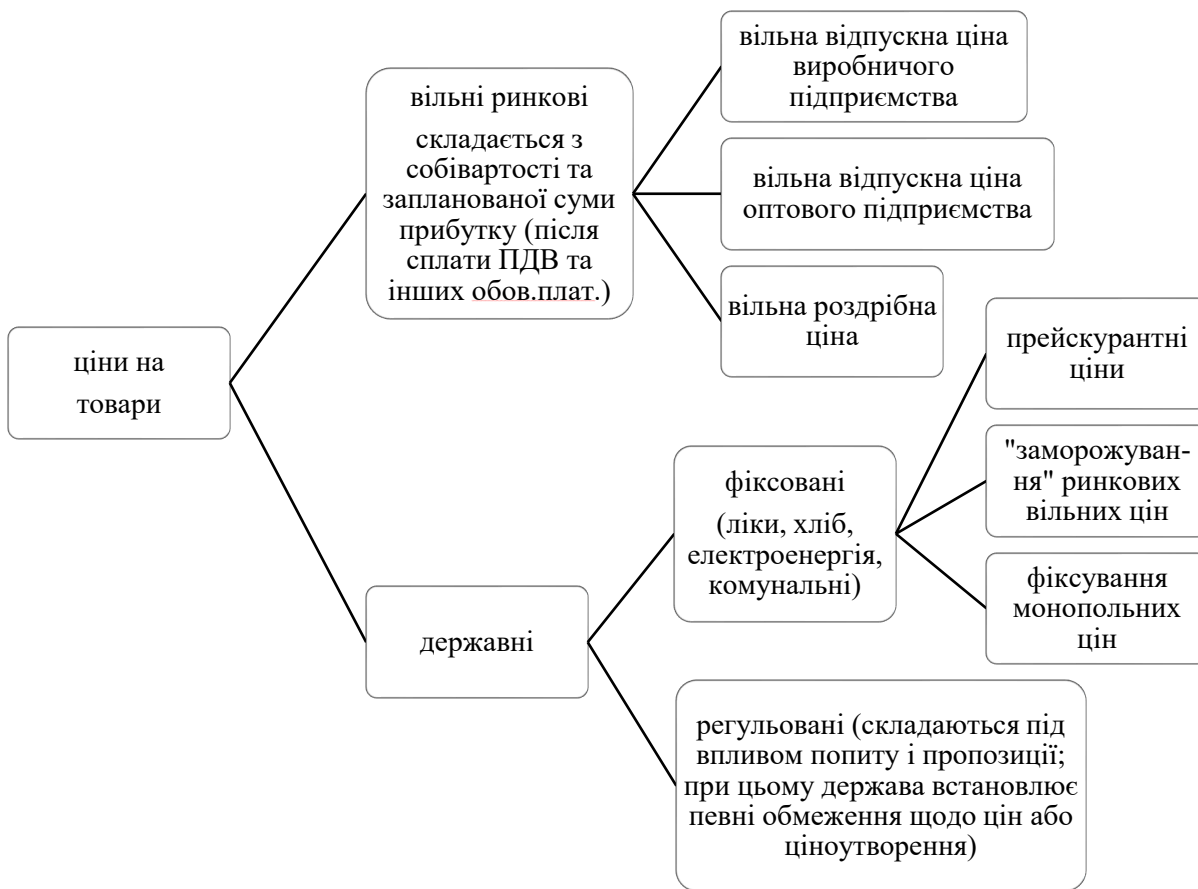 ціни на
товари
вільні ринкові
складається з
собівартості та
запланованої суми
прибутку (після
сплати ПДВ та
інших обов.плат.)
вільна відпускна ціна
виробничого
підприємства
вільна відпускна ціна
оптового підприємства
вільна роздрібна
ціна
державні
фіксовані
(ліки, хліб,
електроенергія,
комунальні)
прейскурантні
ціни
"заморожуван-
ня" ринкових
вільних цін
фіксування
монопольних
цін
регульовані (складаються під
впливом попиту і пропозиції;
при цьому держава встановлює
певні обмеження щодо цін або
ціноутворення)